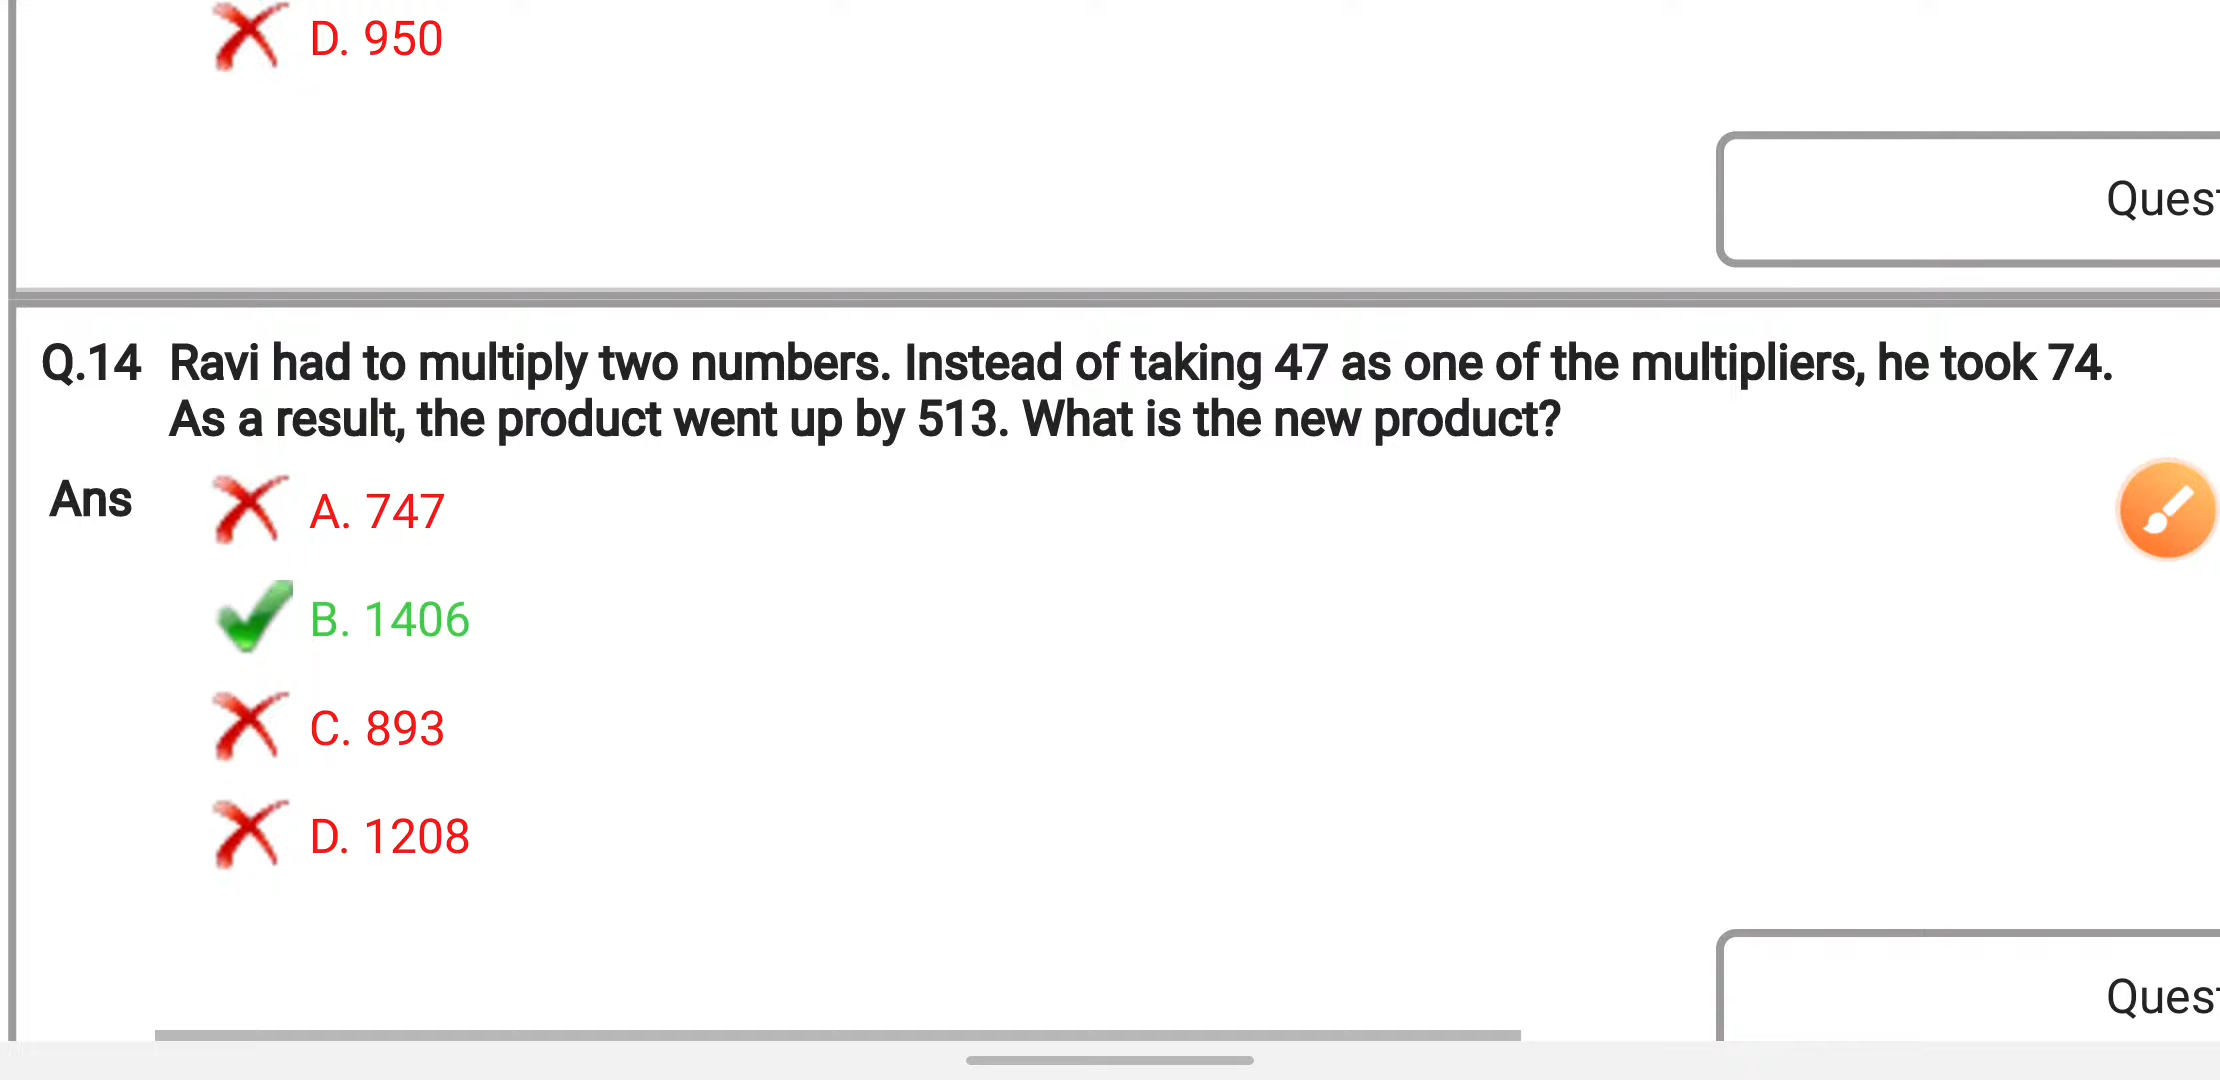 D. 950
Ques
Q.14 Ravi had to multiply two numbers. Instead of taking 47 as one of the multipliers, he took 74.
As a result, the product went up by 513. What is the new product?
Ans A. 747
B. 1406
C. 893
D. 1208
Ques